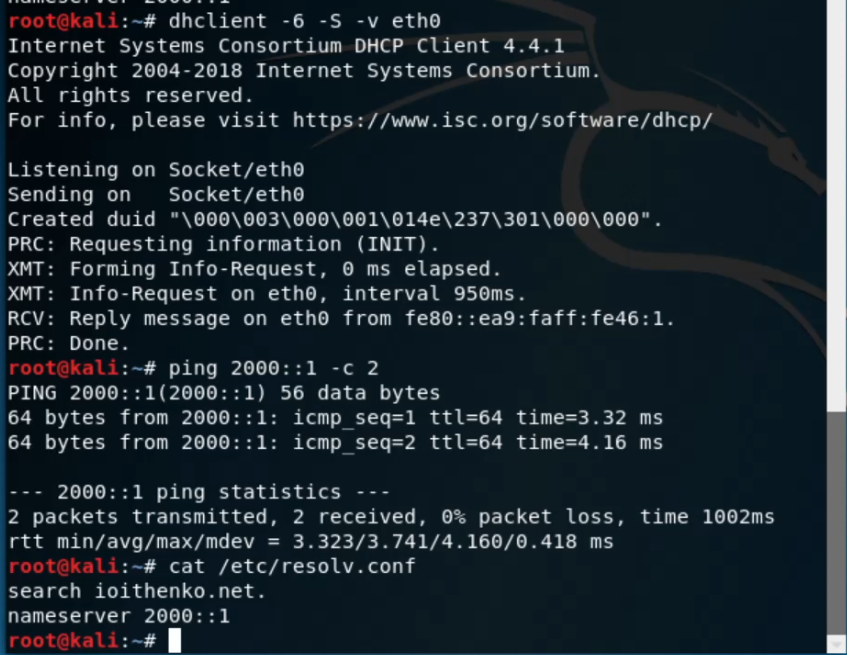 root@kali:~# dhclient -6 -S -v eth0
Internet Systems Consortium DHCP Client 4.4.1
Copyright 2004-2018 Internet Systems Consortium.
All rights reserved.
For info, please visit https://www.isc.org/software/dhcp/
Listening on Socket/eth0
Sending on   Socket/eth0
Created duid "\000\003\000\001\014e\237\301\000\000".
PRC: Requesting information (INIT).
XMT: Forming Info-Request, 0 ms elapsed.
XMT: Info-Request on eth0, interval 950ms.
RCV: Reply message on eth0 from fe80::ea9:faff:fe46:1.
PRC: Done.
root@kali:~# ping 2000::1 -c 2
PING 2000::1(2000::1) 56 data bytes
64 bytes from 2000::1: icmp_seq=1 ttl=64 time=3.32 ms
64 bytes from 2000::1: icmp_seq=2 ttl=64 time=4.16 ms
--- 2000::1 ping statistics ---
2 packets transmitted, 2 received, 0% packet loss, time 1002ms
rtt min/avg/max/mdev = 3.323/3.741/4.160/0.418 ms
root@kali:~# cat /etc/resolv.conf
search ioithenko.net.
nameserver 2000::1
root@kali:~#